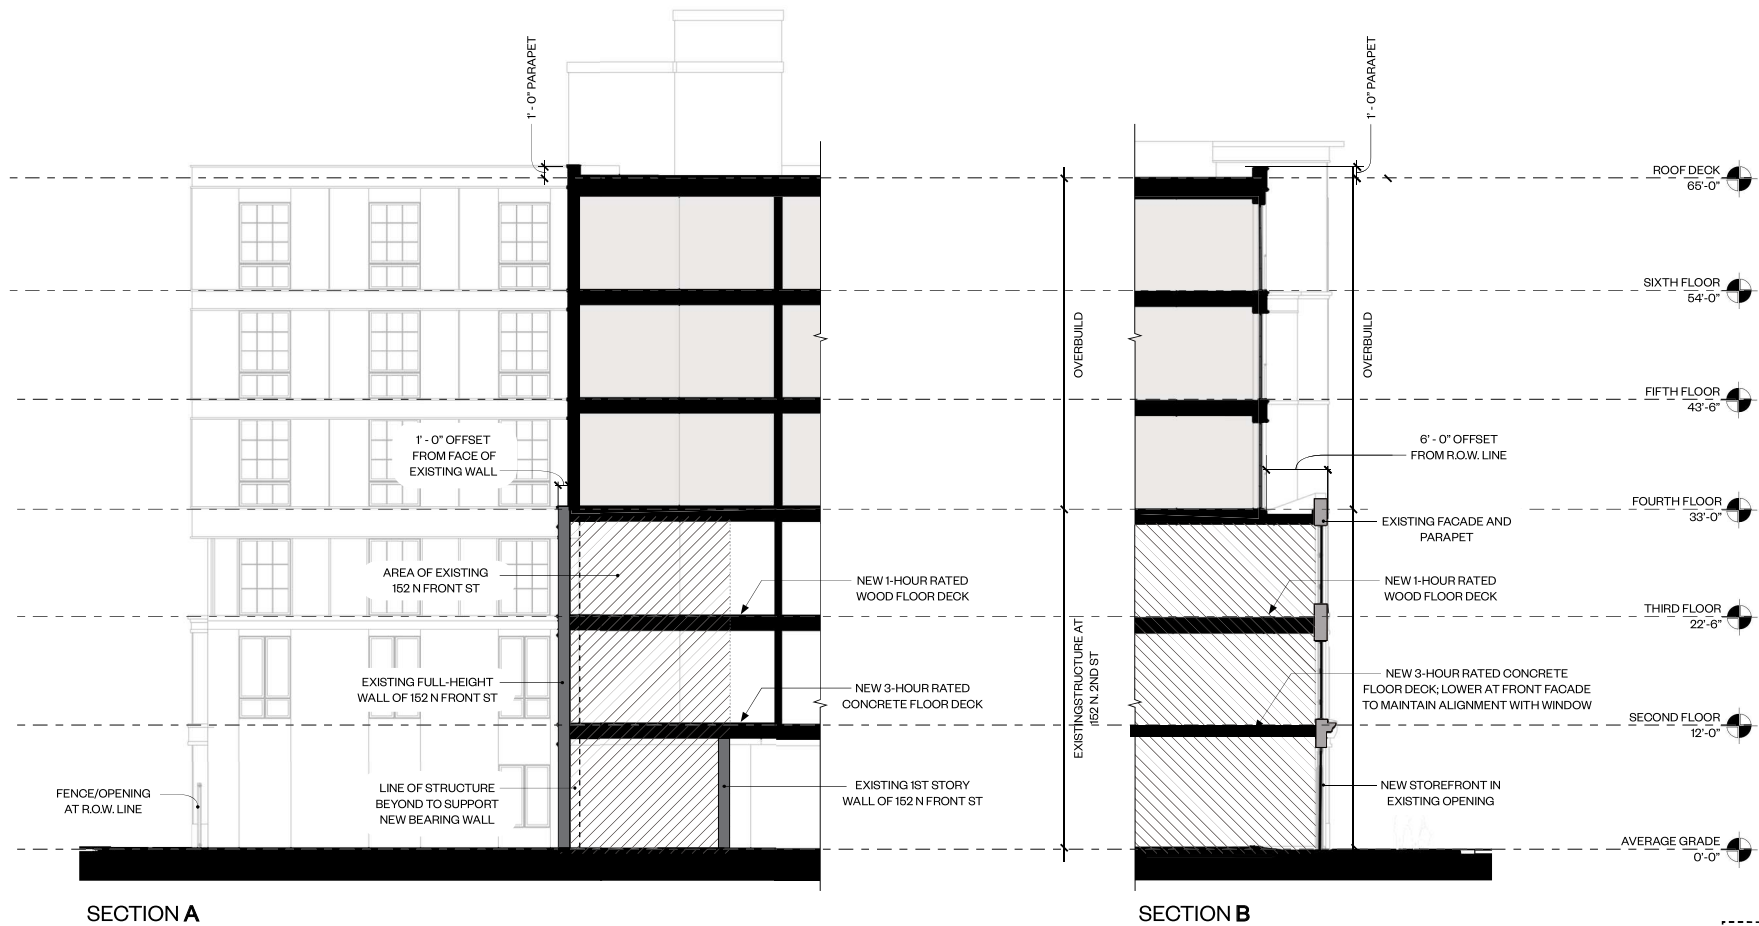 1' - 0" PARAPET
1' - 0" PARAPET
ROOF DECK
65'-0"
SIXTH FLOOR
54'-0"
OVERBUILD
OVERBUILD
FIFTH FLOOR
43'-6"
1' - 0" OFFSET
FROM FACE OF
EXISTING WALL
6' - 0" OFFSET
FROM R.O.W. LINE
FOURTH FLOOR
33'-0"
EXISTING FACADE AND
PARAPET
AREA OF EXISTING
152 N FRONT ST
NEW 1-HOUR RATED
WOOD FLOOR DECK
NEW 1-HOUR RATED
WOOD FLOOR DECK
THIRD FLOOR
22'-6"
EXISTINGSTRUCTURE AT
152 N. 2ND ST
EXISTING FULL-HEIGHT
WALL OF 152 N FRONT ST
NEW 3-HOUR RATED
CONCRETE FLOOR DECK
NEW 3-HOUR RATED CONCRETE
FLOOR DECK; LOWER AT FRONT FACADE
TO MAINTAIN ALIGNMENT WITH WINDOW
SECOND FLOOR
12'-0"
FENCE/OPENING
AT R.O.W. LINE
LINE OF STRUCTURE
BEYOND TO SUPPORT
NEW BEARING WALL
EXISTING 1ST STORY
WALL OF 152 N FRONT ST
NEW STOREFRONT IN
EXISTING OPENING
AVERAGE GRADE
0'-0"
SECTION A
SECTION B